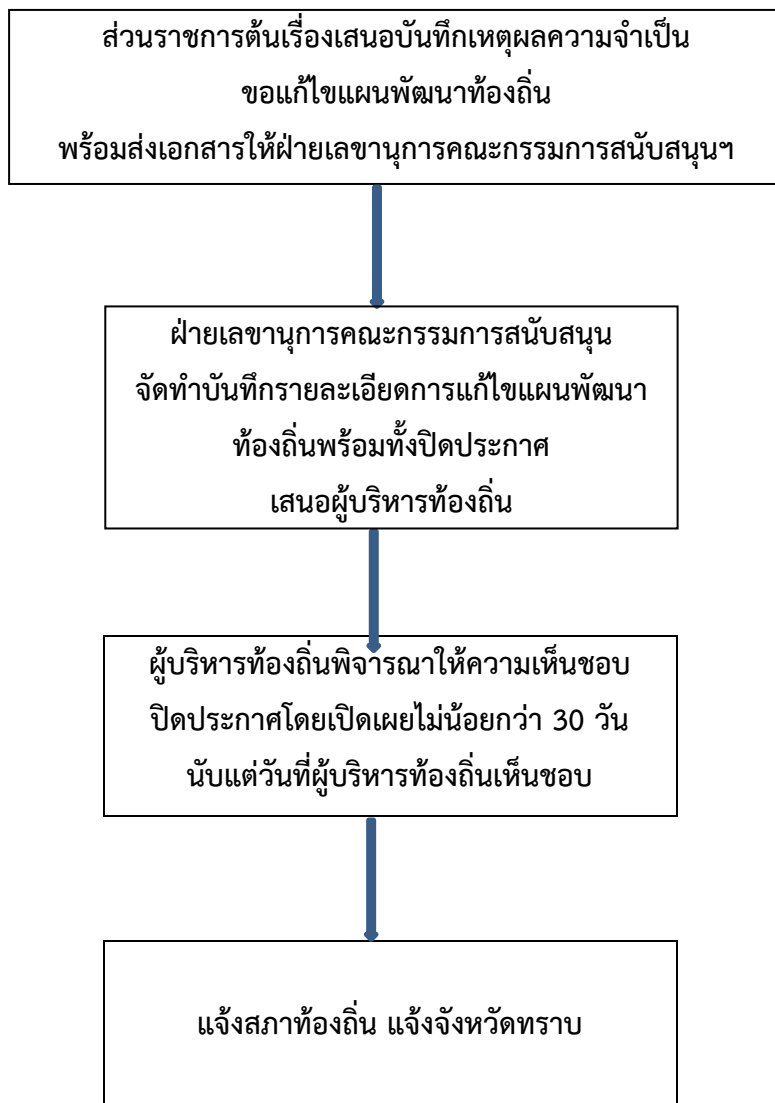 ส่วนราชการต้นเรื่องเสนอบันทึกเหตุผลความจำเป็น
ขอแก้ไขแผนพัฒนาท้องถิ่น
พร้อมส่งเอกสารให้ฝ่ายเลขานุการคณะกรรมการสนับสนุนฯ
ฝ่ายเลขานุการคณะกรรมการสนับสนุน
จัดทำบันทึกรายละเอียดการแก้ไขแผนพัฒนา
ท้องถิ่นพร้อมทั้งปิดประกาศ
เสนอผู้บริหารท้องถิ่น
ผู้บริหารท้องถิ่นพิจารณาให้ความเห็นชอบ
ปิดประกาศโดยเปิดเผยไม่น้อยกว่า 30 วัน
นับแต่วันที่ผู้บริหารท้องถิ่นเห็นชอบ
แจ้งสภาท้องถิ่น แจ้งจังหวัดทราบ